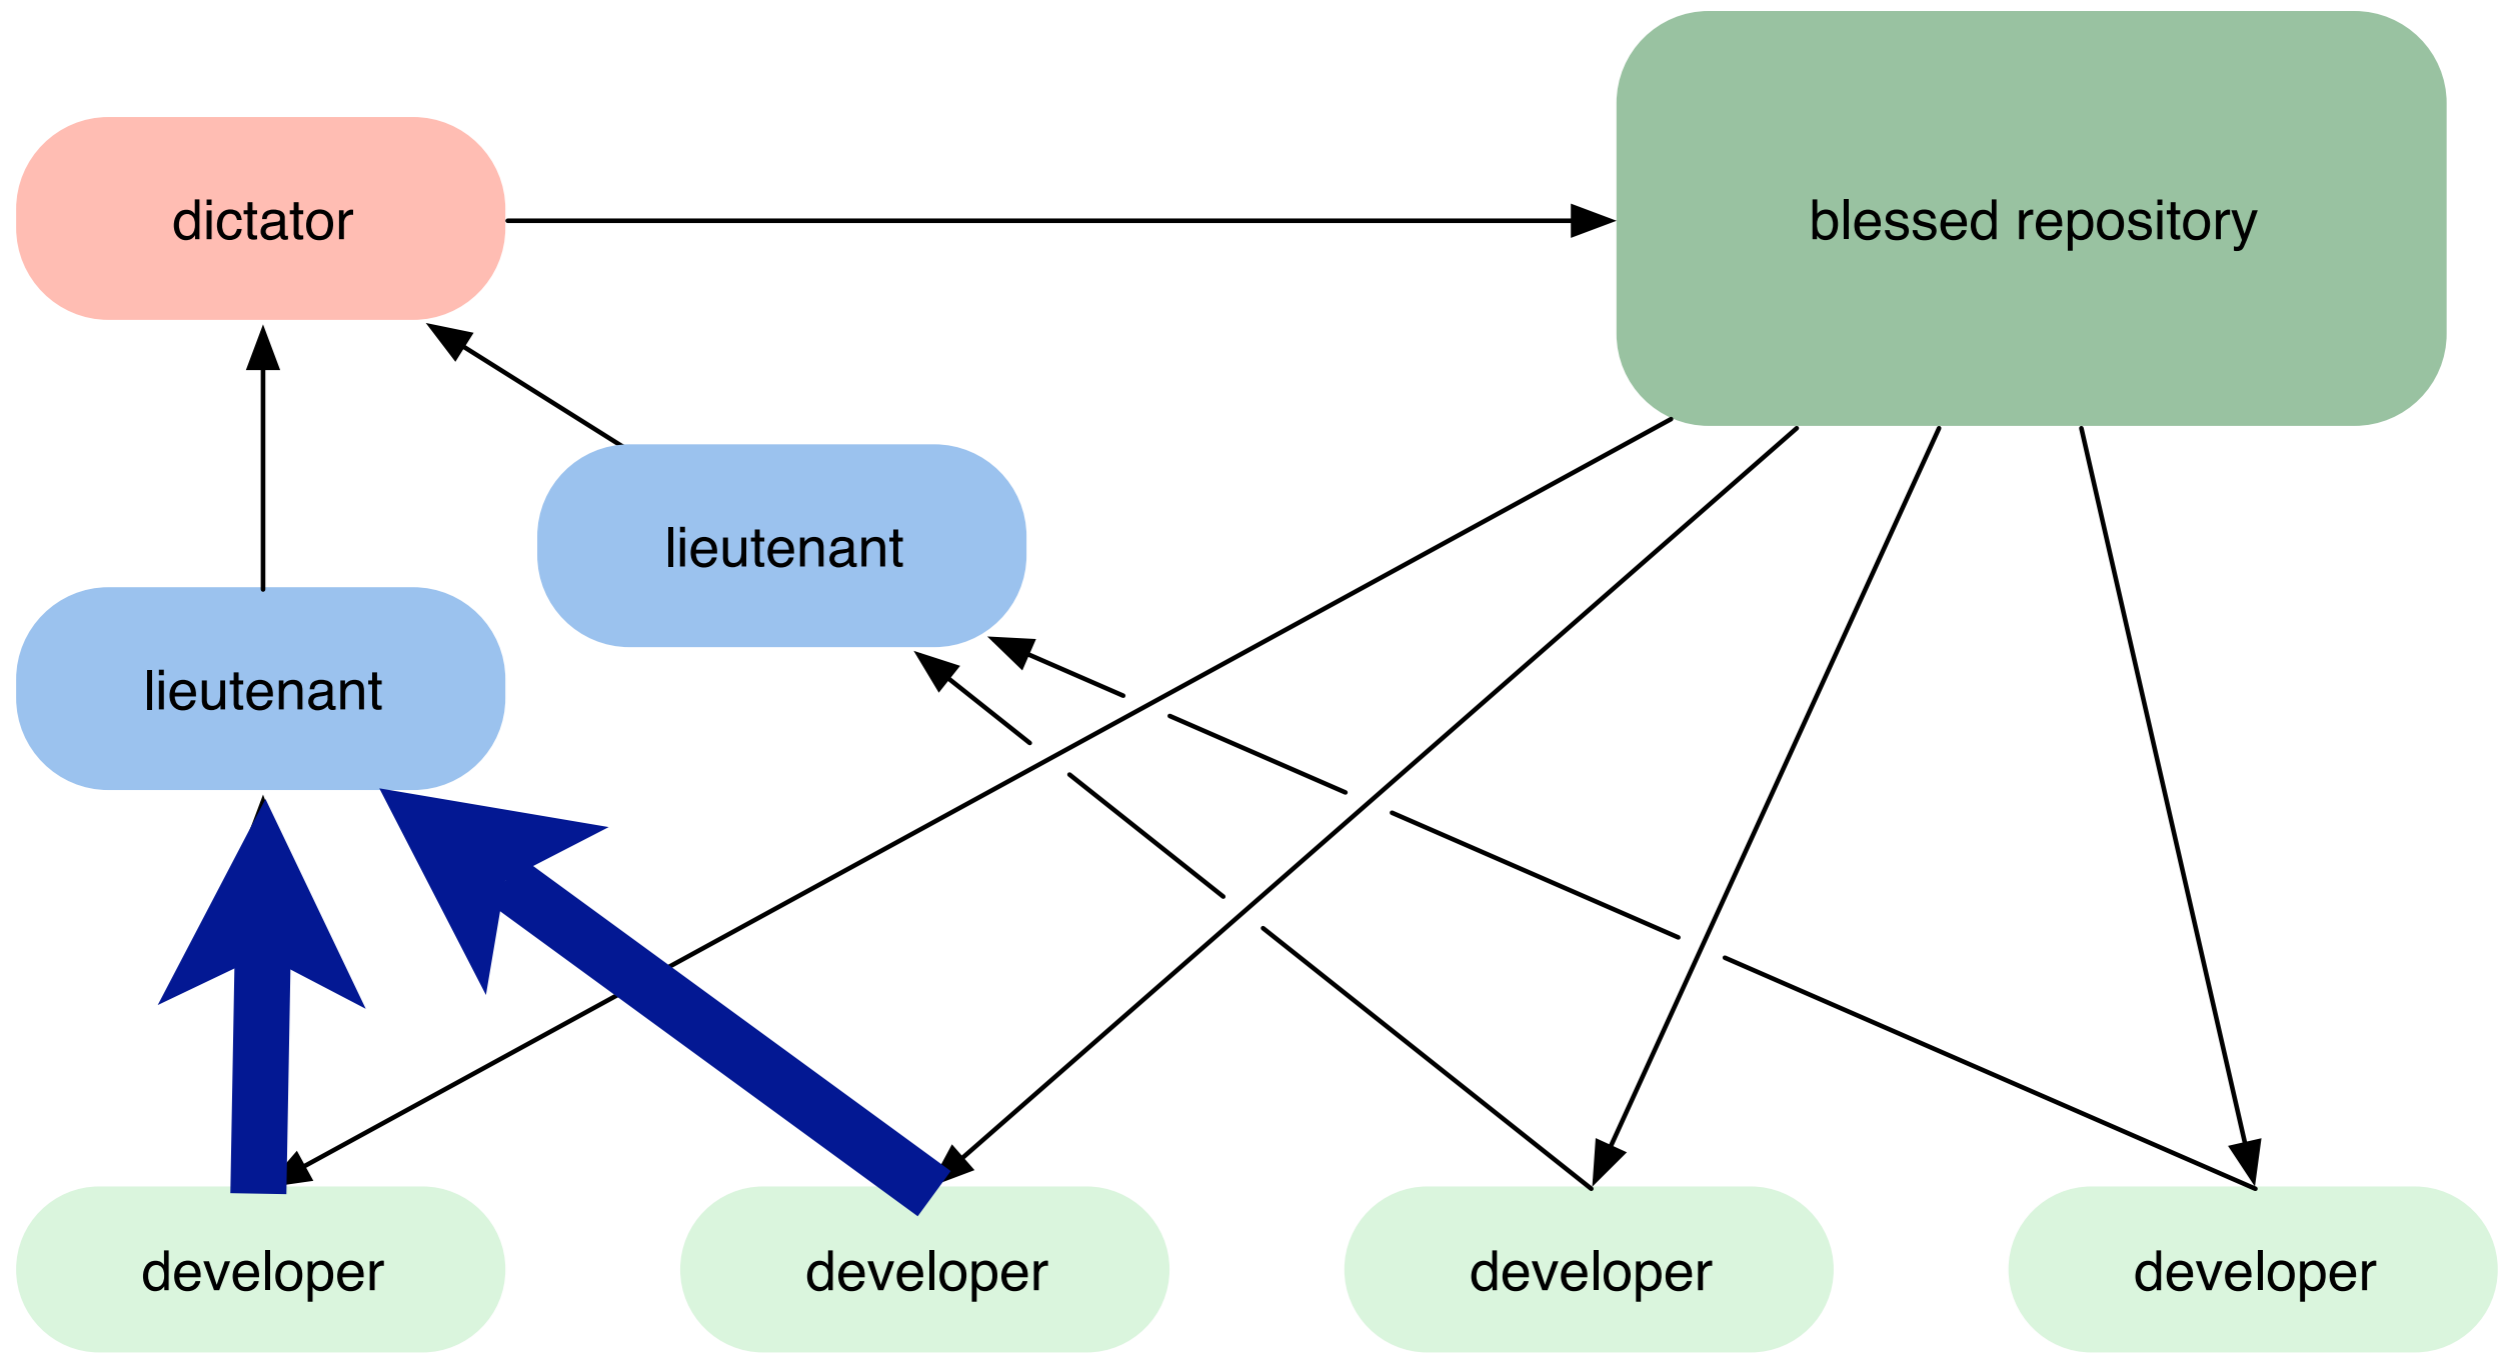 dictator
blessed repository
lieutenant
lieutenant
developer
developer
developer
developer